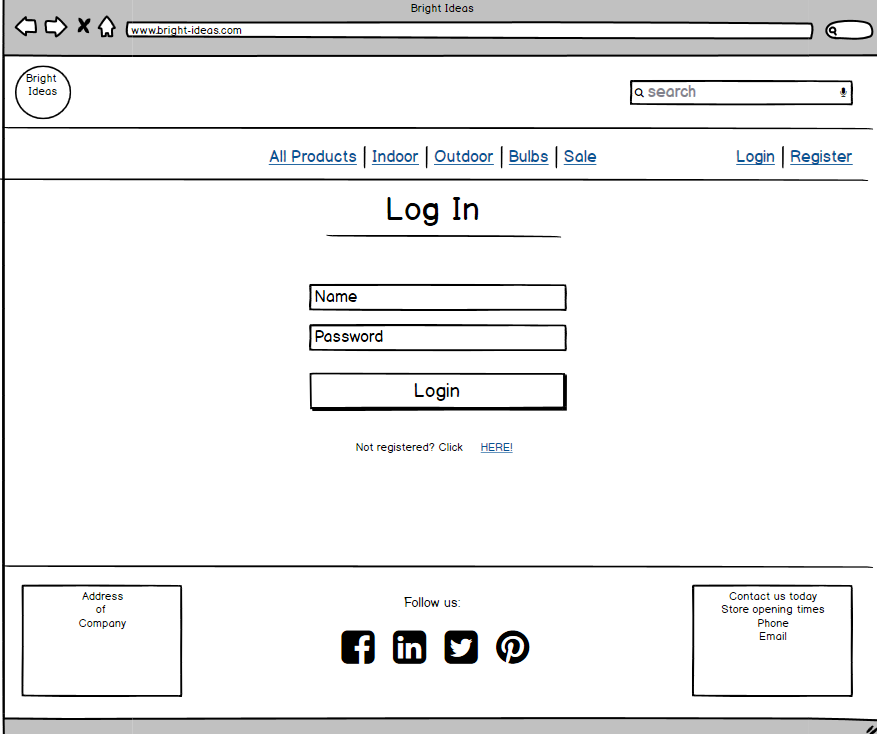 Bright Ideas
www.bright-ideas.com
Bright
Ideas
search
All Products | Indoor | Outdoor | Bulbs | Sale
Login | Register
Log In
Name
Password
Login
Not registered? Click HERE!
Address
of
Company
Follow us:
Contact us today
Store opening times
Phone
Email